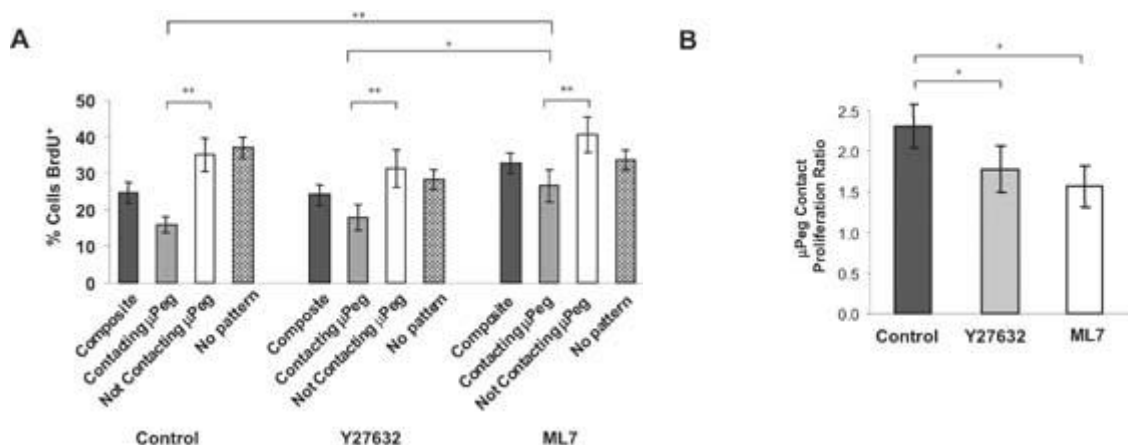 A
**
*
**
**
**
% Cells BrdU⁺
50
40
30
20
10
0
Composite
Contacting µPeg
Not Contacting µPeg
No pattern
Composite
Contacting µPeg
Not Contacting µPeg
No pattern
Composite
Contacting µPeg
Not Contacting µPeg
No pattern
Control
Y27632
ML7
B
*
*
µPeg Contact
Proliferation Ratio
2.5
2.0
1.5
1.0
0.5
0.0
Control
Y27632
ML7